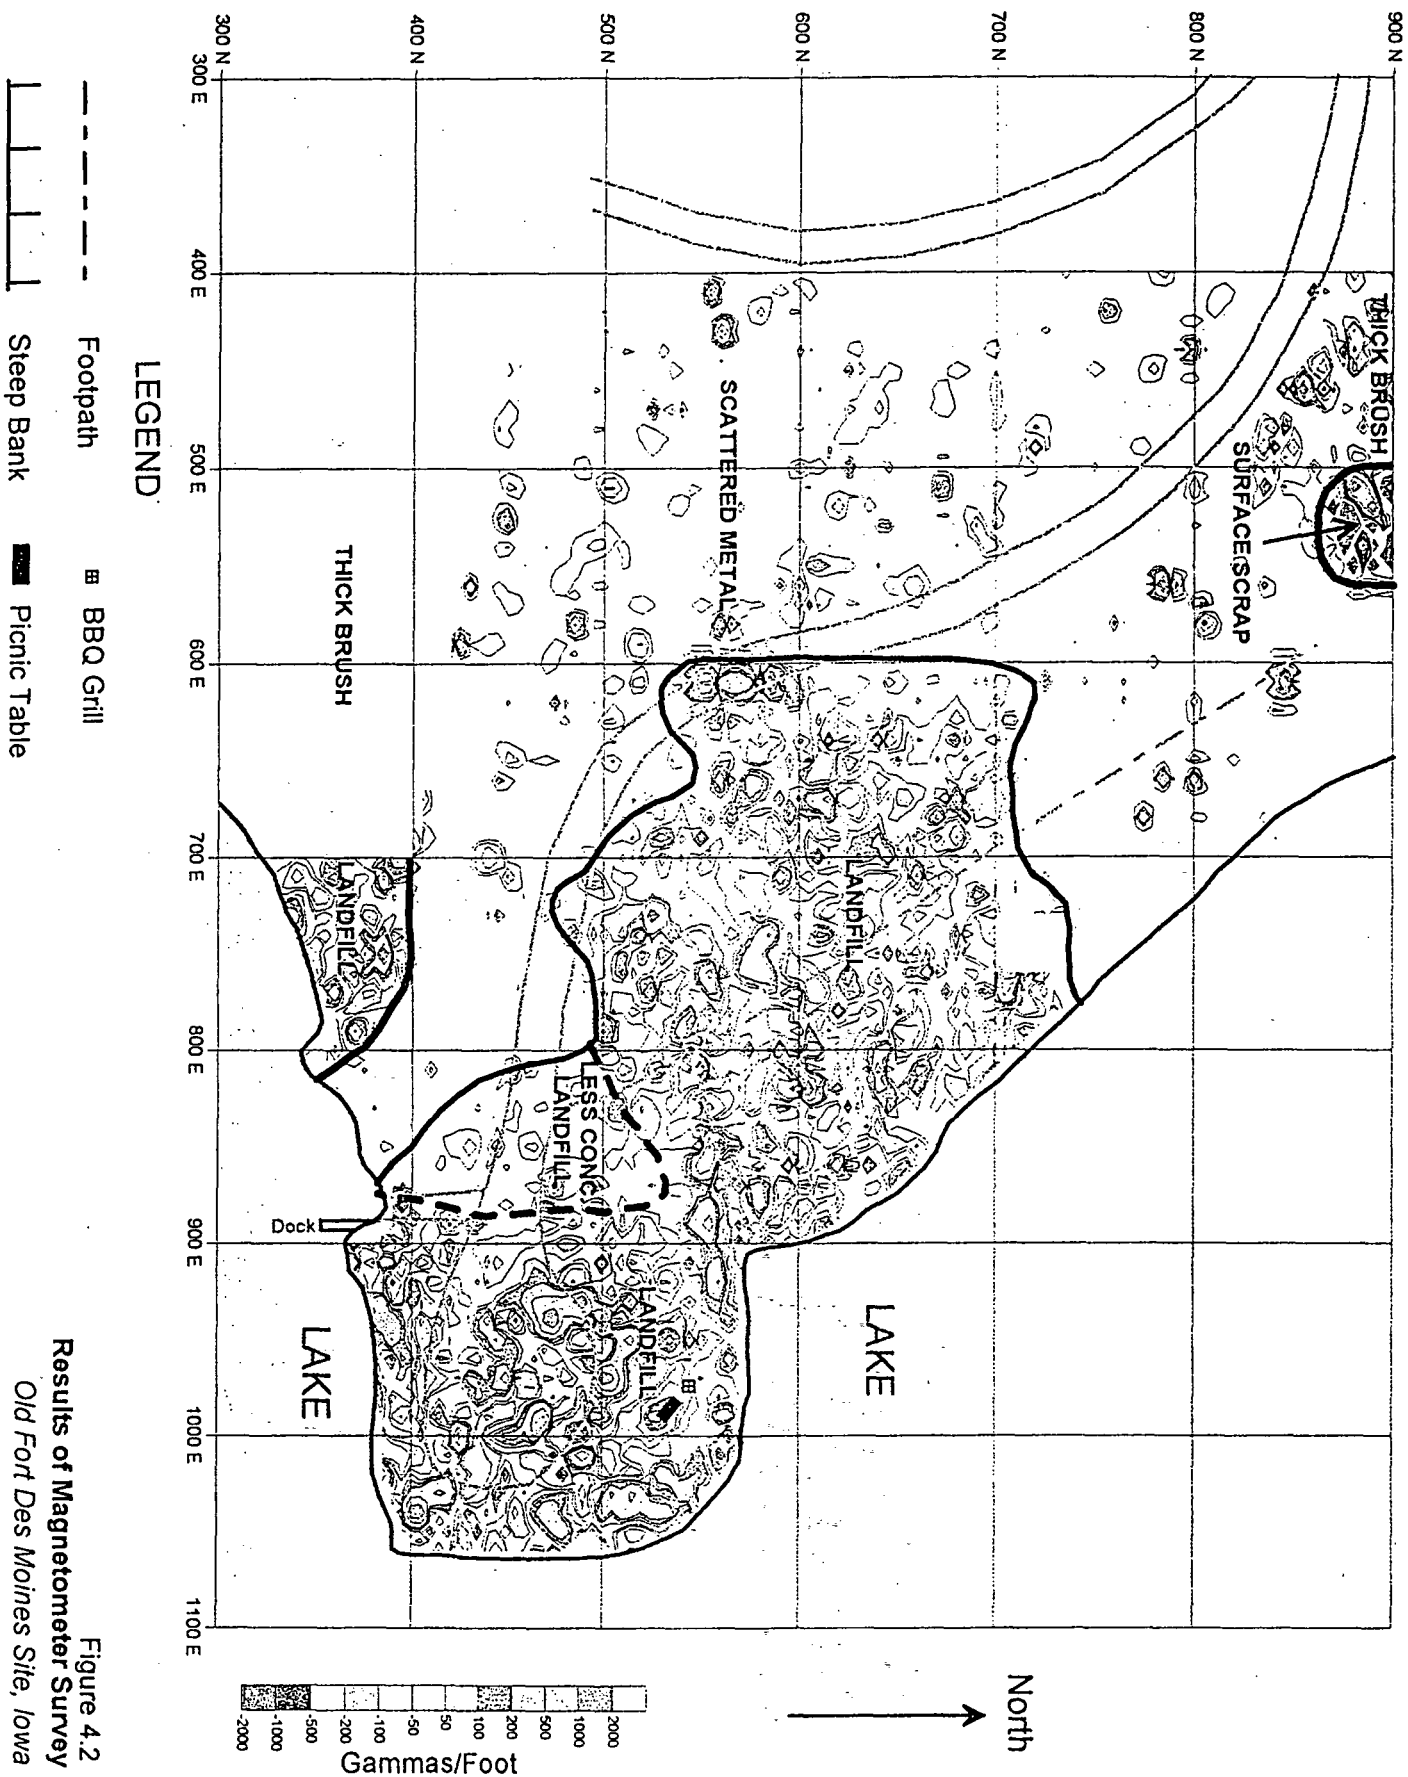 900 N
800 N
700 N
600 N
500 N
400 N
300 N
300 E
400 E
500 E
600 E
700 E
800 E
900 E
1000 E
1100 E
THICK BRUSH
SURFACE SCRAP
SCATTERED METAL
THICK BRUSH
LANDFILL
LANDFILL
LESS CONC.
LANDFILL
LANDFILL
Dock
LAKE
LAKE
North
LEGEND
Footpath
BBQ Grill
Steep Bank
Picnic Table
2000
1000
500
200
100
50
-50
-100
-200
-500
-1000
-2000
Gammas/Foot
Figure 4.2
Results of Magnetometer Survey
Old Fort Des Moines Site, Iowa